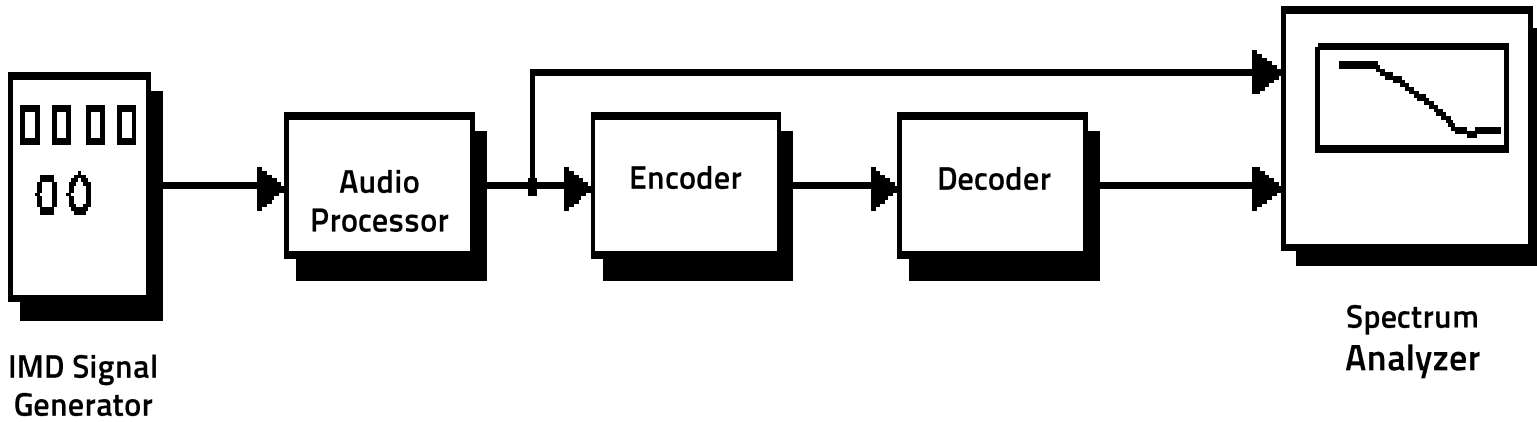 IMD Signal
Generator
Audio
Processor
Encoder
Decoder
Spectrum
Analyzer